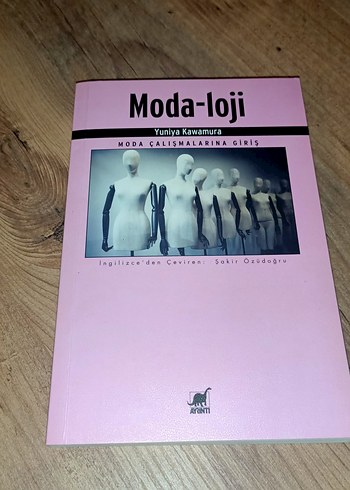 Moda-loji
Yuniya Kawamura
MODA ÇALIŞMALARINA GİRİŞ
İngilizce'den Çeviren: Şakir Özüdoğru
AYRINTI